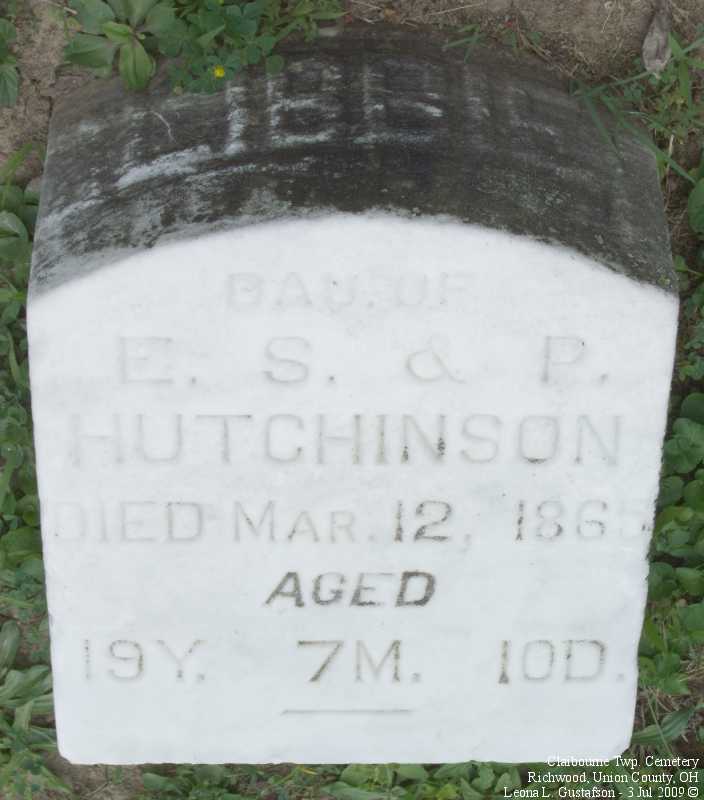 LIBBIE
DAU. OF
E. S. & P.
HUTCHINSON
DIED MAR. 12, 1865
AGED
19Y. 7M. 10D.
Claibourne Twp. Cemetery
Richwood, Union County, OH
Leona L. Gustafson - 3 Jul 2009 ©